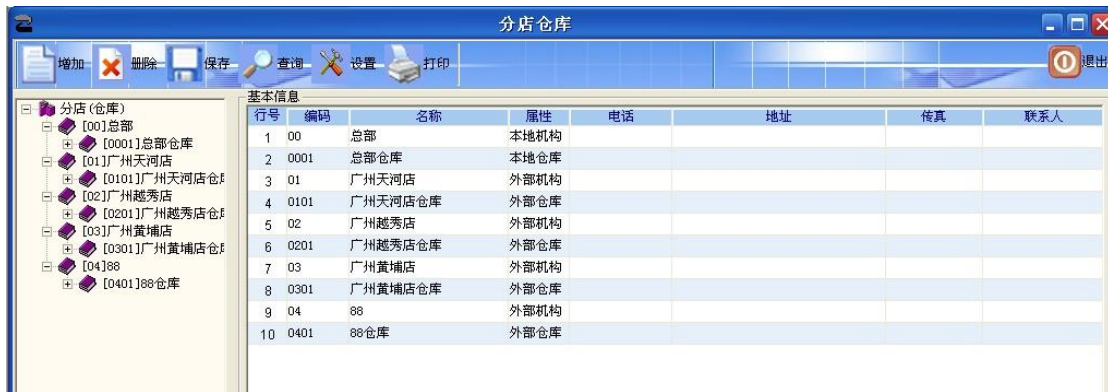 分店仓库
增加 删除 保存 查询 设置 打印 退出
分店(仓库)
[00]总部
[0001]总部仓库
[01]广州天河店
[0101]广州天河店仓库
[02]广州越秀店
[0201]广州越秀店仓库
[03]广州黄埔店
[0301]广州黄埔店仓库
[04]88
[0401]88仓库
基本信息
行号 编码 名称 属性 电话 地址 传真 联系人
1 00 总部 本地机构
2 0001 总部仓库 本地仓库
3 01 广州天河店 外部机构
4 0101 广州天河店仓库 外部仓库
5 02 广州越秀店 外部机构
6 0201 广州越秀店仓库 外部仓库
7 03 广州黄埔店 外部机构
8 0301 广州黄埔店仓库 外部仓库
9 04 88 外部机构
10 0401 88仓库 外部仓库